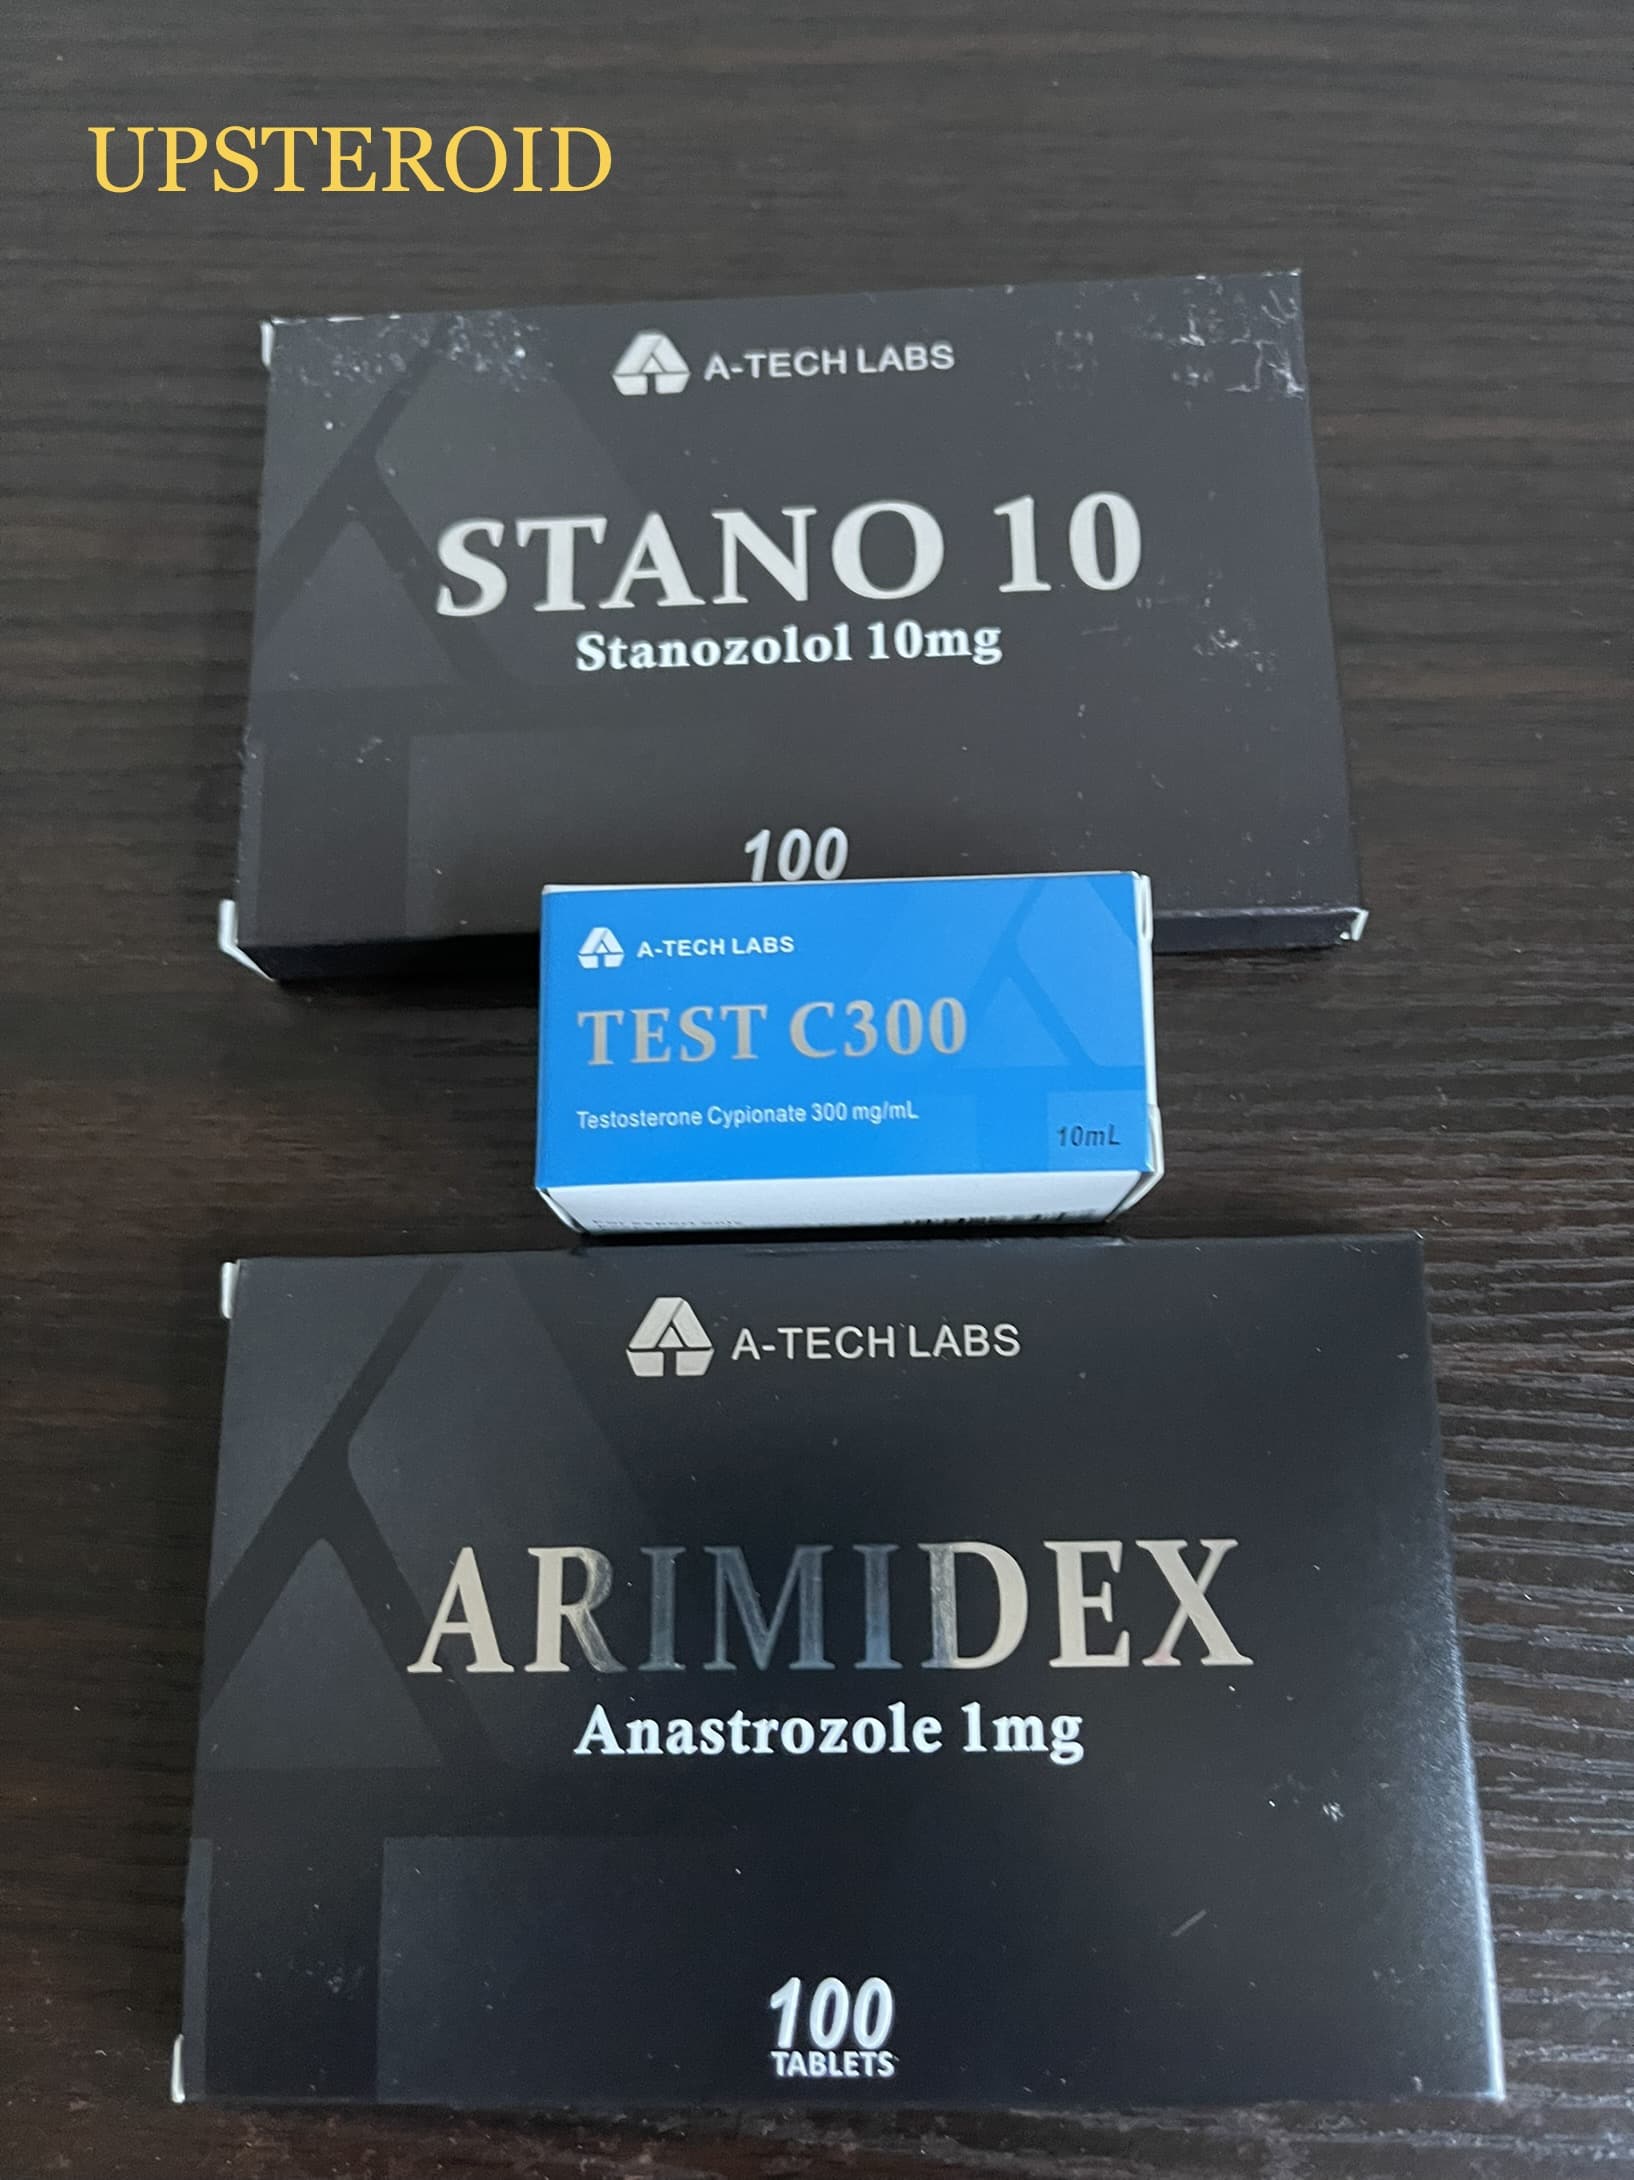 UPSTEROID
A-TECH LABS
STANO 10
Stanozolol 10mg
100
A-TECH LABS
TEST C300
Testosterone Cypionate 300 mg/mL
10mL
A-TECH LABS
ARIMIDEX
Anastrozole 1mg
100
TABLETS